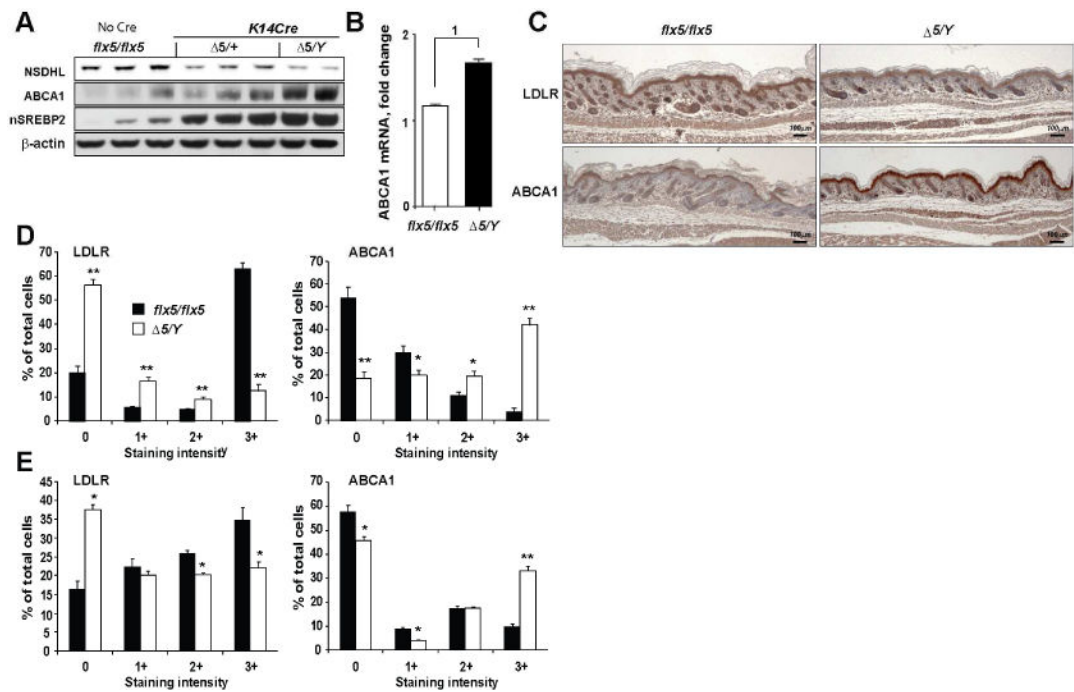 A
No Cre
K14Cre
flx5/flx5
Δ5/+
Δ5/Y
NSDHL
ABCA1
nSREBP2
β-actin
B
ABCA1 mRNA, fold change
2
1
0
1
flx5/flx5
Δ5/Y
C
flx5/flx5
Δ5/Y
LDLR
100μm
100μm
ABCA1
100μm
100μm
D
LDLR
% of total cells
70
60
50
40
30
20
10
0
**
**
**
**
flx5/flx5
Δ5/Y
0 1+ 2+ 3+
Staining intensity
ABCA1
% of total cells
70
60
50
40
30
20
10
0
**
*
*
**
0 1+ 2+ 3+
Staining intensity
E
LDLR
% of total cells
45
40
35
30
25
20
15
10
5
0
*
*
*
0 1+ 2+ 3+
Staining intensity
ABCA1
% of total cells
70
60
50
40
30
20
10
0
*
*
**
0 1+ 2+ 3+
Staining intensity